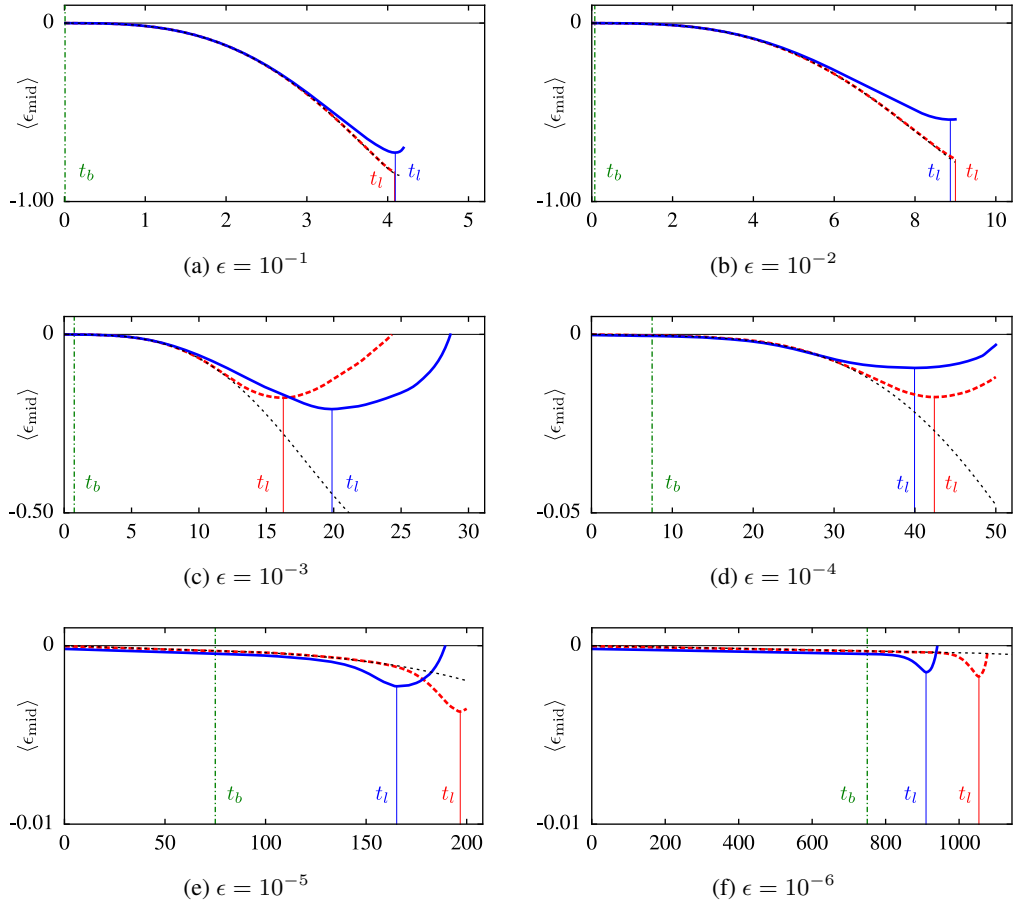 0
-1.00
⟨ϵmid⟩
tb
tl
tl
0 1 2 3 4 5
(a) ϵ = 10−1
0
-1.00
⟨ϵmid⟩
tb
tl
tl
0 2 4 6 8 10
(b) ϵ = 10−2
0
-0.50
⟨ϵmid⟩
tb
tl
tl
0 5 10 15 20 25 30
(c) ϵ = 10−3
0
-0.05
⟨ϵmid⟩
tb
tl
tl
0 10 20 30 40 50
(d) ϵ = 10−4
0
-0.01
⟨ϵmid⟩
tb
tl
tl
0 50 100 150 200
(e) ϵ = 10−5
0
-0.01
⟨ϵmid⟩
tb
tl
tl
0 200 400 600 800 1000
(f) ϵ = 10−6